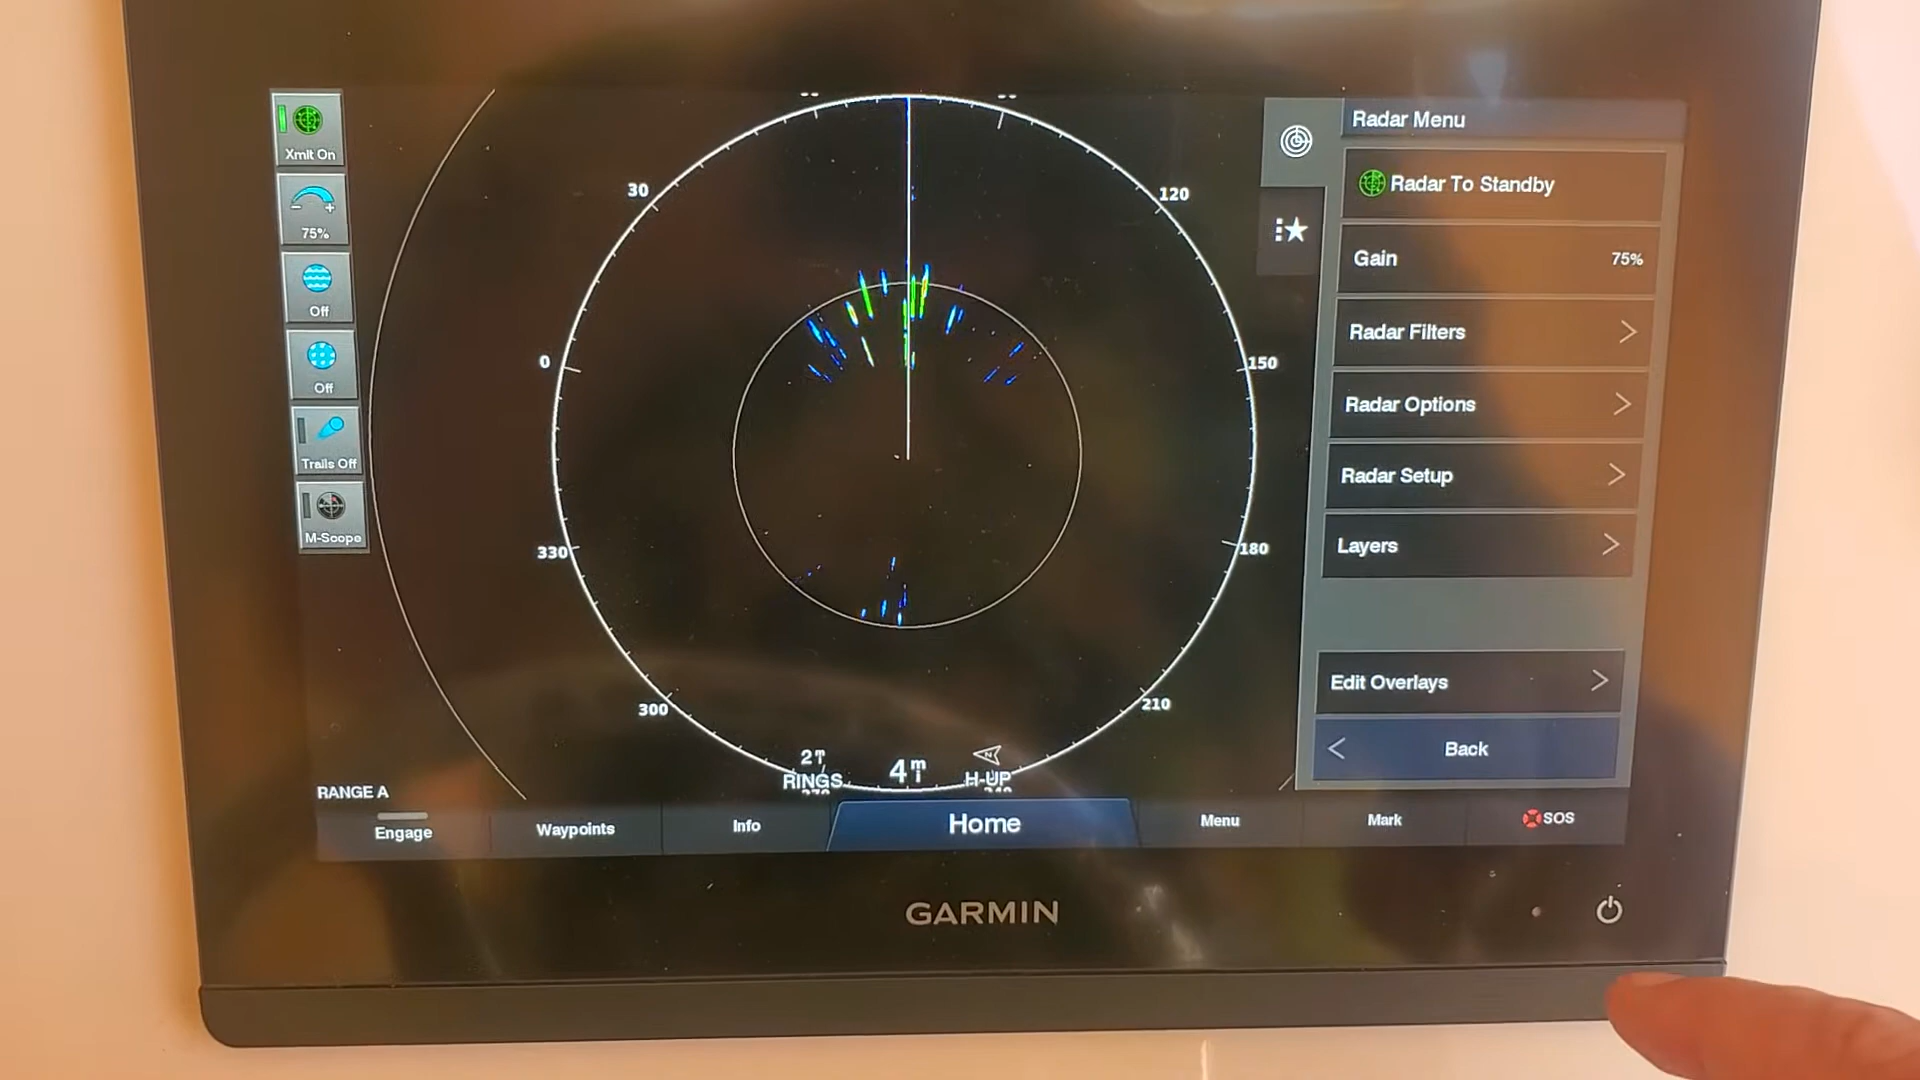 Xmit On
75%
Off
Off
Trails Off
M-Scope
30
0
330
300
120
150
180
210
2 mi
RINGS
4 mi
N
H-UP
RANGE A
Radar Menu
Radar To Standby
Gain 75%
Radar Filters
Radar Options
Radar Setup
Layers
Edit Overlays
Back
Engage Waypoints Info Home Menu Mark SOS
GARMIN